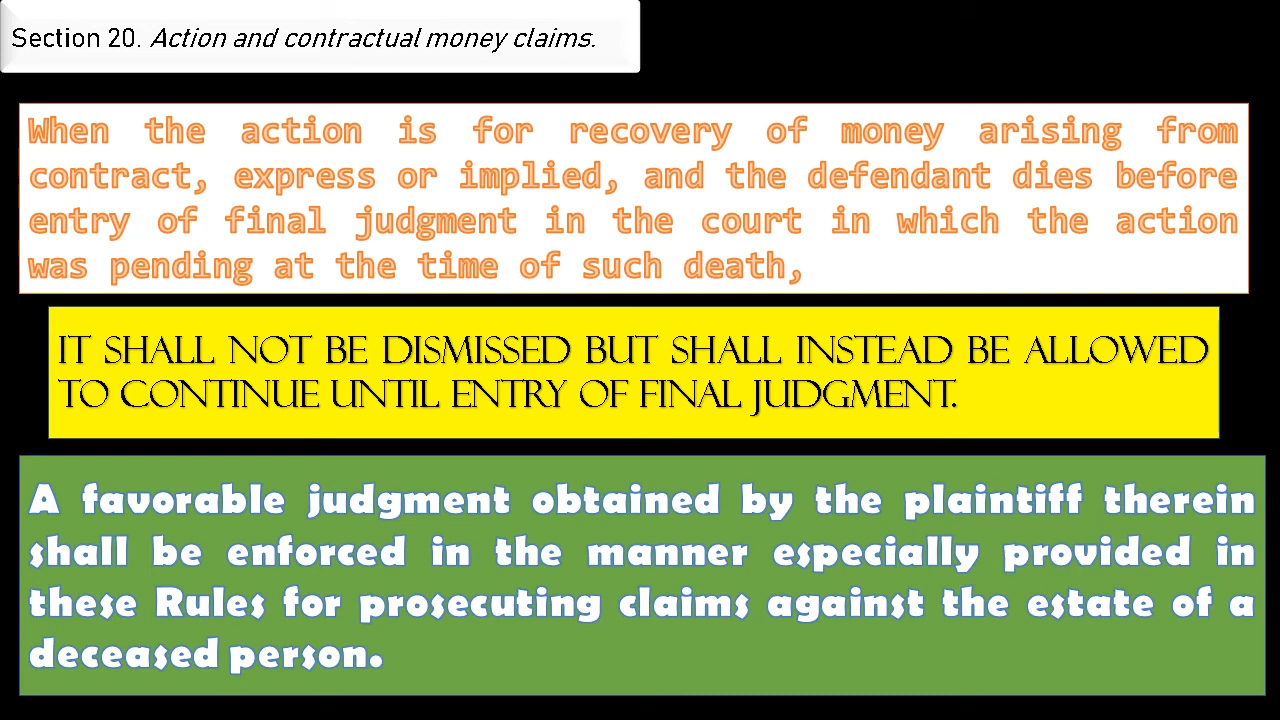 Section 20. Action and contractual money claims.
When the action is for recovery of money arising from
contract, express or implied, and the defendant dies before
entry of final judgment in the court in which the action
was pending at the time of such death,
IT SHALL NOT BE DISMISSED BUT SHALL INSTEAD BE ALLOWED
TO CONTINUE UNTIL ENTRY OF FINAL JUDGMENT.
A favorable judgment obtained by the plaintiff therein
shall be enforced in the manner especially provided in
these Rules for prosecuting claims against the estate of a
deceased person.